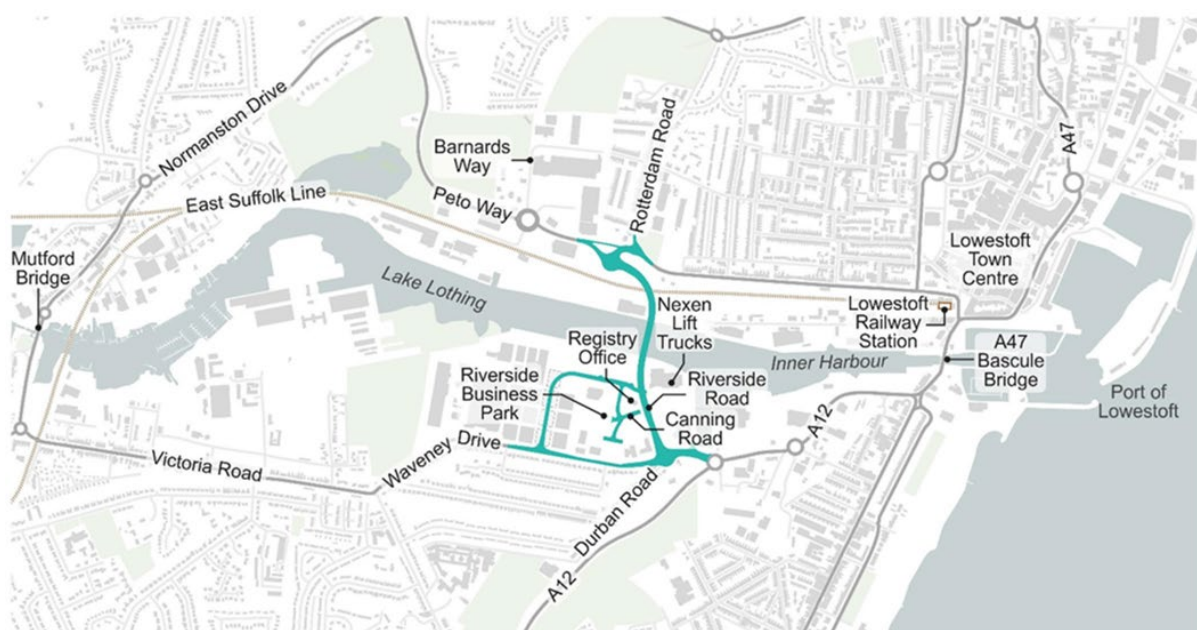 Normanston Drive
A47
Rotterdam Road
Barnards
Way
Peto Way
East Suffolk Line
Mutford
Bridge
Lowestoft
Town
Centre
Lake Lothing
Nexen
Lift
Trucks
Lowestoft
Railway
Station
Registry
Office
Inner Harbour
A47
Bascule
Bridge
Riverside
Business
Park
Riverside
Road
Port of
Lowestoft
Canning
Road
A12
Waveney Drive
Victoria Road
Durban Road
A12